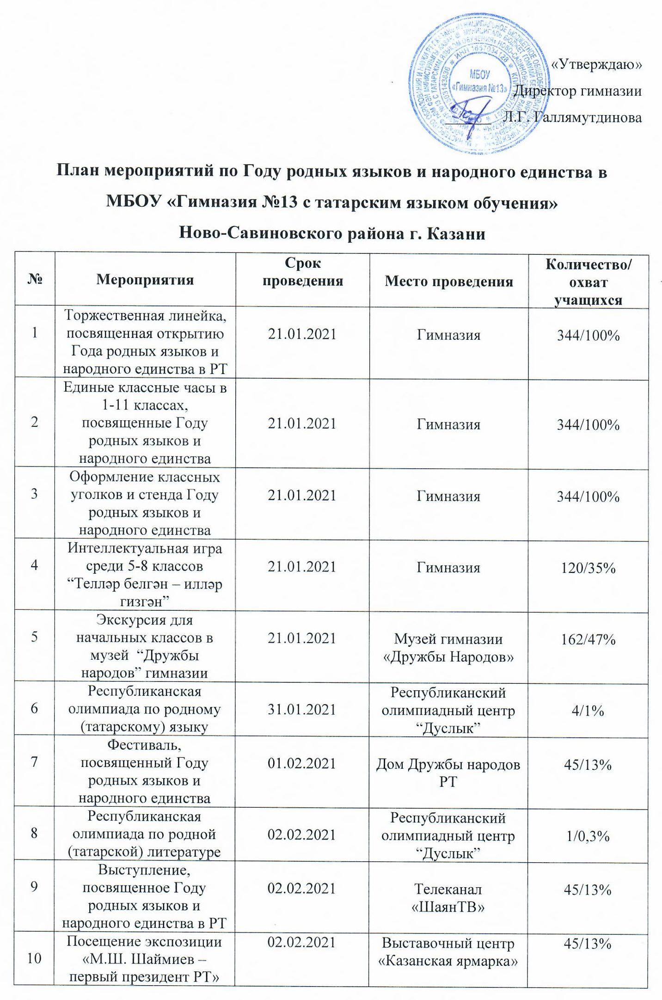 «Утверждаю»
Директор гимназии
Л.Г. Галлямутдинова
МБОУ
«Гимназия №13»
ИНН 1657034128
План мероприятий по Году родных языков и народного единства в
МБОУ «Гимназия №13 с татарским языком обучения»
Ново-Савиновского района г. Казани
№
Мероприятия
Срок
проведения
Место проведения
Количество/
охват
учащихся
1
Торжественная линейка,
посвященная открытию
Года родных языков и
народного единства в РТ
21.01.2021
Гимназия
344/100%
2
Единые классные часы в
1-11 классах,
посвященные Году
родных языков и
народного единства
21.01.2021
Гимназия
344/100%
3
Оформление классных
уголков и стенда Году
родных языков и
народного единства
21.01.2021
Гимназия
344/100%
4
Интеллектуальная игра
среди 5-8 классов
“Телләр белгән – илләр
гизгән”
21.01.2021
Гимназия
120/35%
5
Экскурсия для
начальных классов в
музей “Дружбы
народов” гимназии
21.01.2021
Музей гимназии
«Дружбы Народов»
162/47%
6
Республиканская
олимпиада по родному
(татарскому) языку
31.01.2021
Республиканский
олимпиадный центр
“Дуслык”
4/1%
7
Фестиваль,
посвященный Году
родных языков и
народного единства
01.02.2021
Дом Дружбы народов
РТ
45/13%
8
Республиканская
олимпиада по родной
(татарской) литературе
02.02.2021
Республиканский
олимпиадный центр
“Дуслык”
1/0,3%
9
Выступление,
посвященное Году
родных языков и
народного единства в РТ
02.02.2021
Телеканал
«ШаянТВ»
45/13%
10
Посещение экспозиции
«М.Ш. Шаймиев –
первый президент РТ»
02.02.2021
Выставочный центр
«Казанская ярмарка»
45/13%